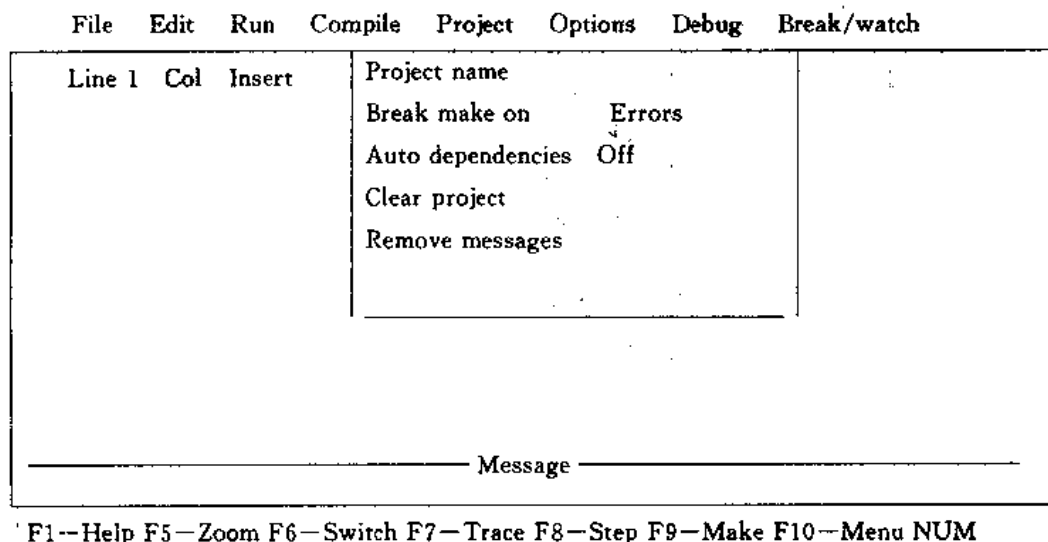 File Edit Run Compile Project Options Debug Break/watch
Line 1 Col Insert
Project name
Break make on Errors
Auto dependencies Off
Clear project
Remove messages
Message
F1--Help F5—Zoom F6—Switch F7—Trace F8—Step F9—Make F10—Menu NUM